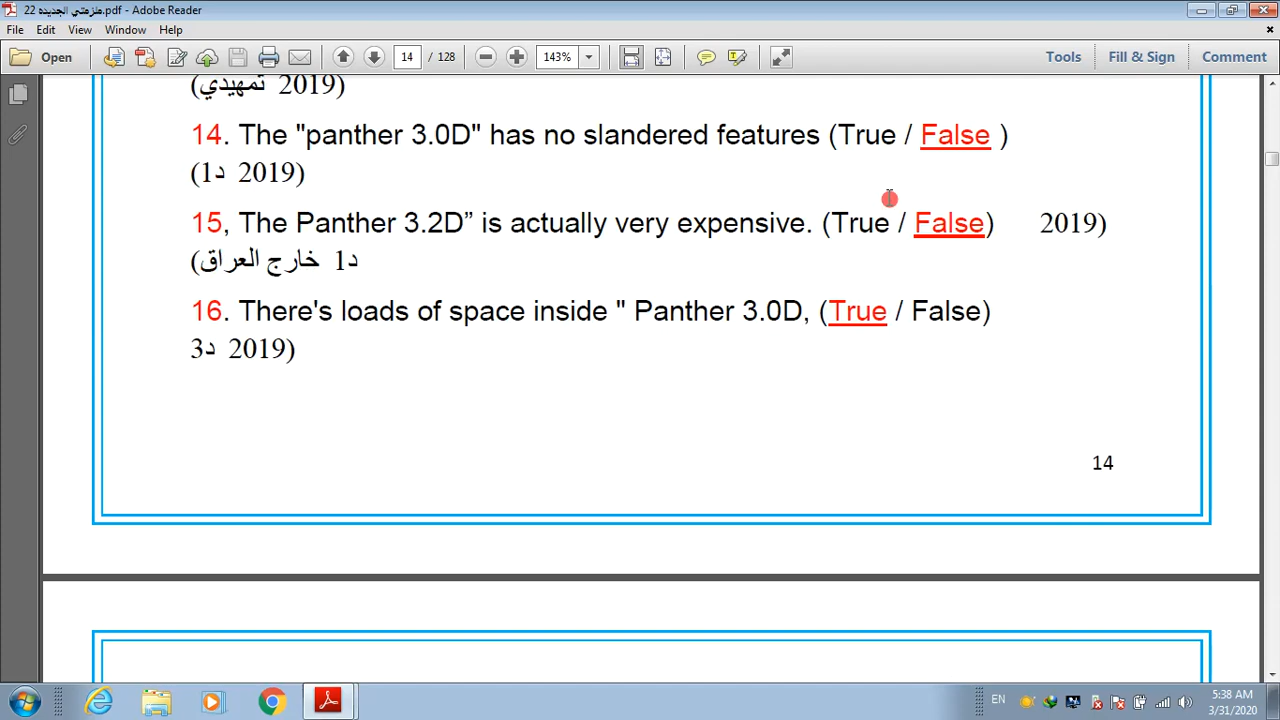 22 ملزمتي الجديده.pdf - Adobe Reader
File Edit View Window Help
Open 14 / 128 143% Tools Fill & Sign Comment
(2019 تمهيدي)
14. The "panther 3.0D" has no slandered features (True / False )
(2019 د1)
15, The Panther 3.2D” is actually very expensive. (True / False) (2019
د1 خارج العراق)
16. There's loads of space inside " Panther 3.0D, (True / False)
(2019 د3)
14
EN 5:38 AM
3/31/2020